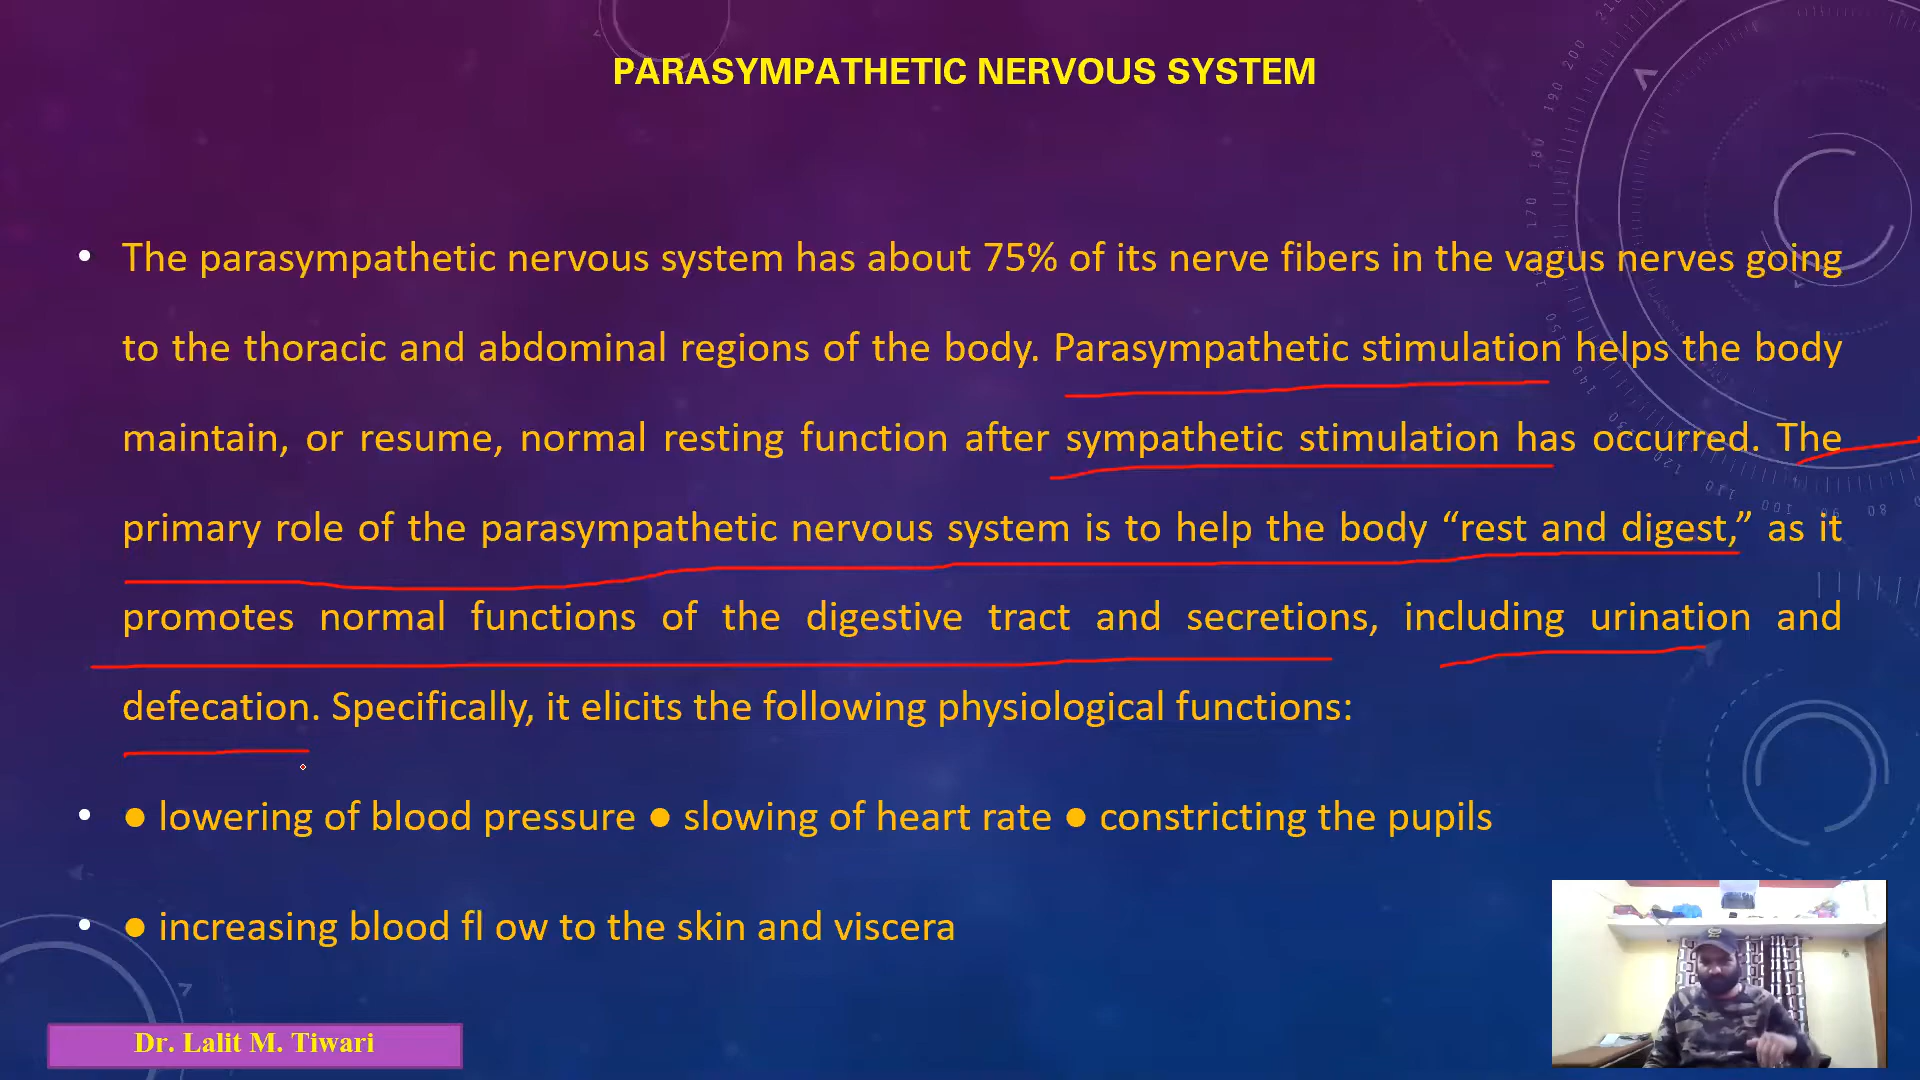 PARASYMPATHETIC NERVOUS SYSTEM
• The parasympathetic nervous system has about 75% of its nerve fibers in the vagus nerves going
to the thoracic and abdominal regions of the body. Parasympathetic stimulation helps the body
maintain, or resume, normal resting function after sympathetic stimulation has occurred. The
primary role of the parasympathetic nervous system is to help the body “rest and digest,” as it
promotes normal functions of the digestive tract and secretions, including urination and
defecation. Specifically, it elicits the following physiological functions:
• ● lowering of blood pressure ● slowing of heart rate ● constricting the pupils
• ● increasing blood fl ow to the skin and viscera
Dr. Lalit M. Tiwari